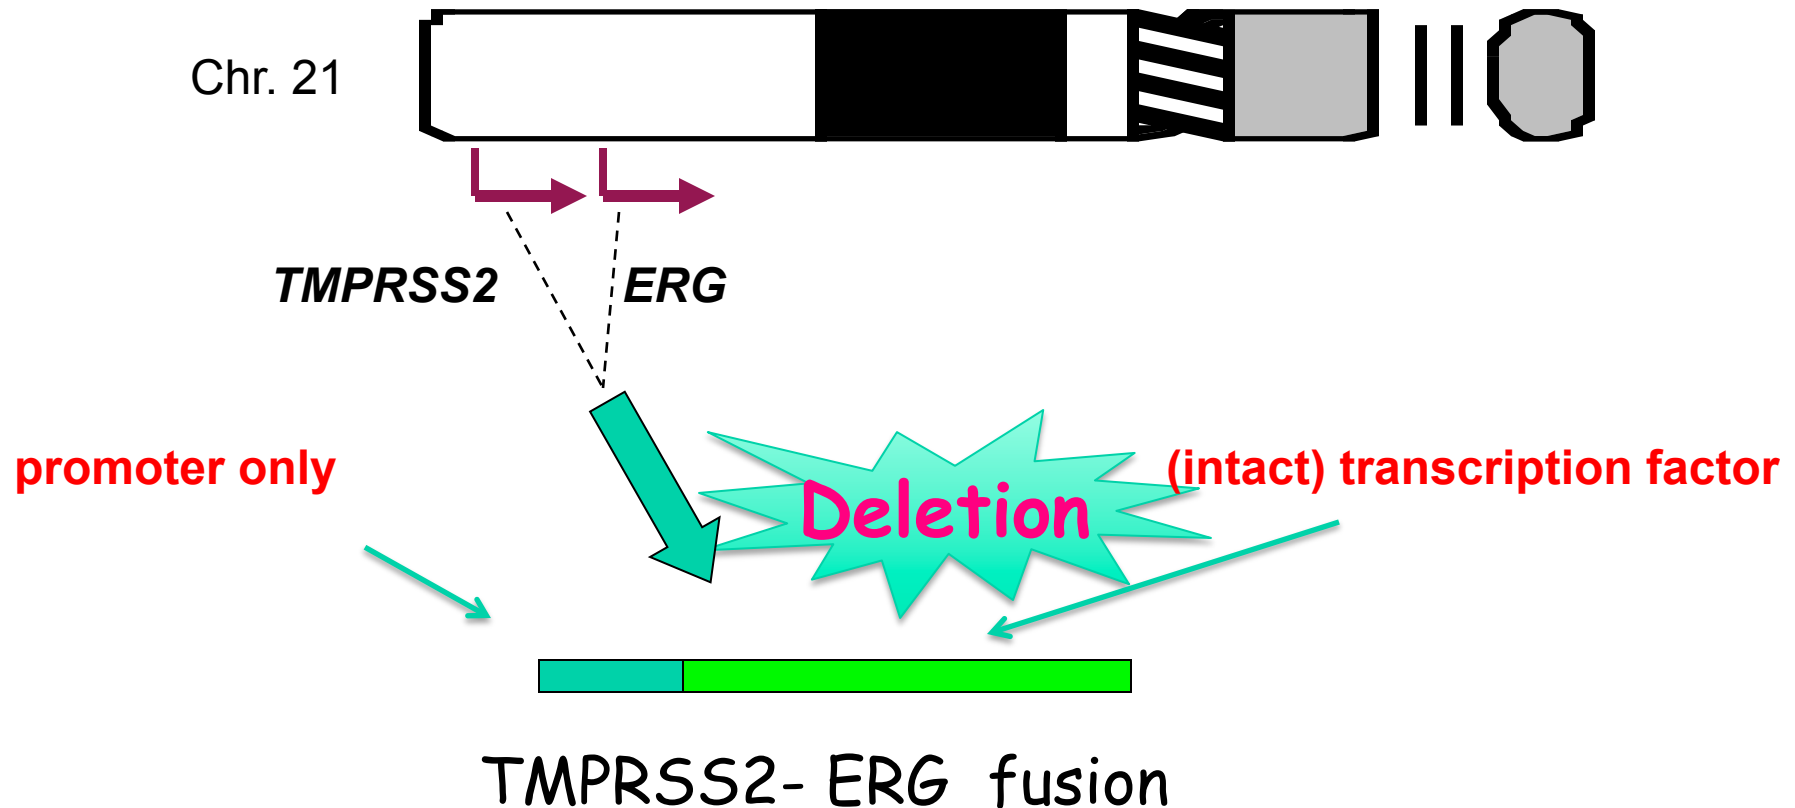 Chr. 21
TMPRSS2
ERG
promoter only
Deletion
(intact) transcription factor
TMPRSS2- ERG fusion